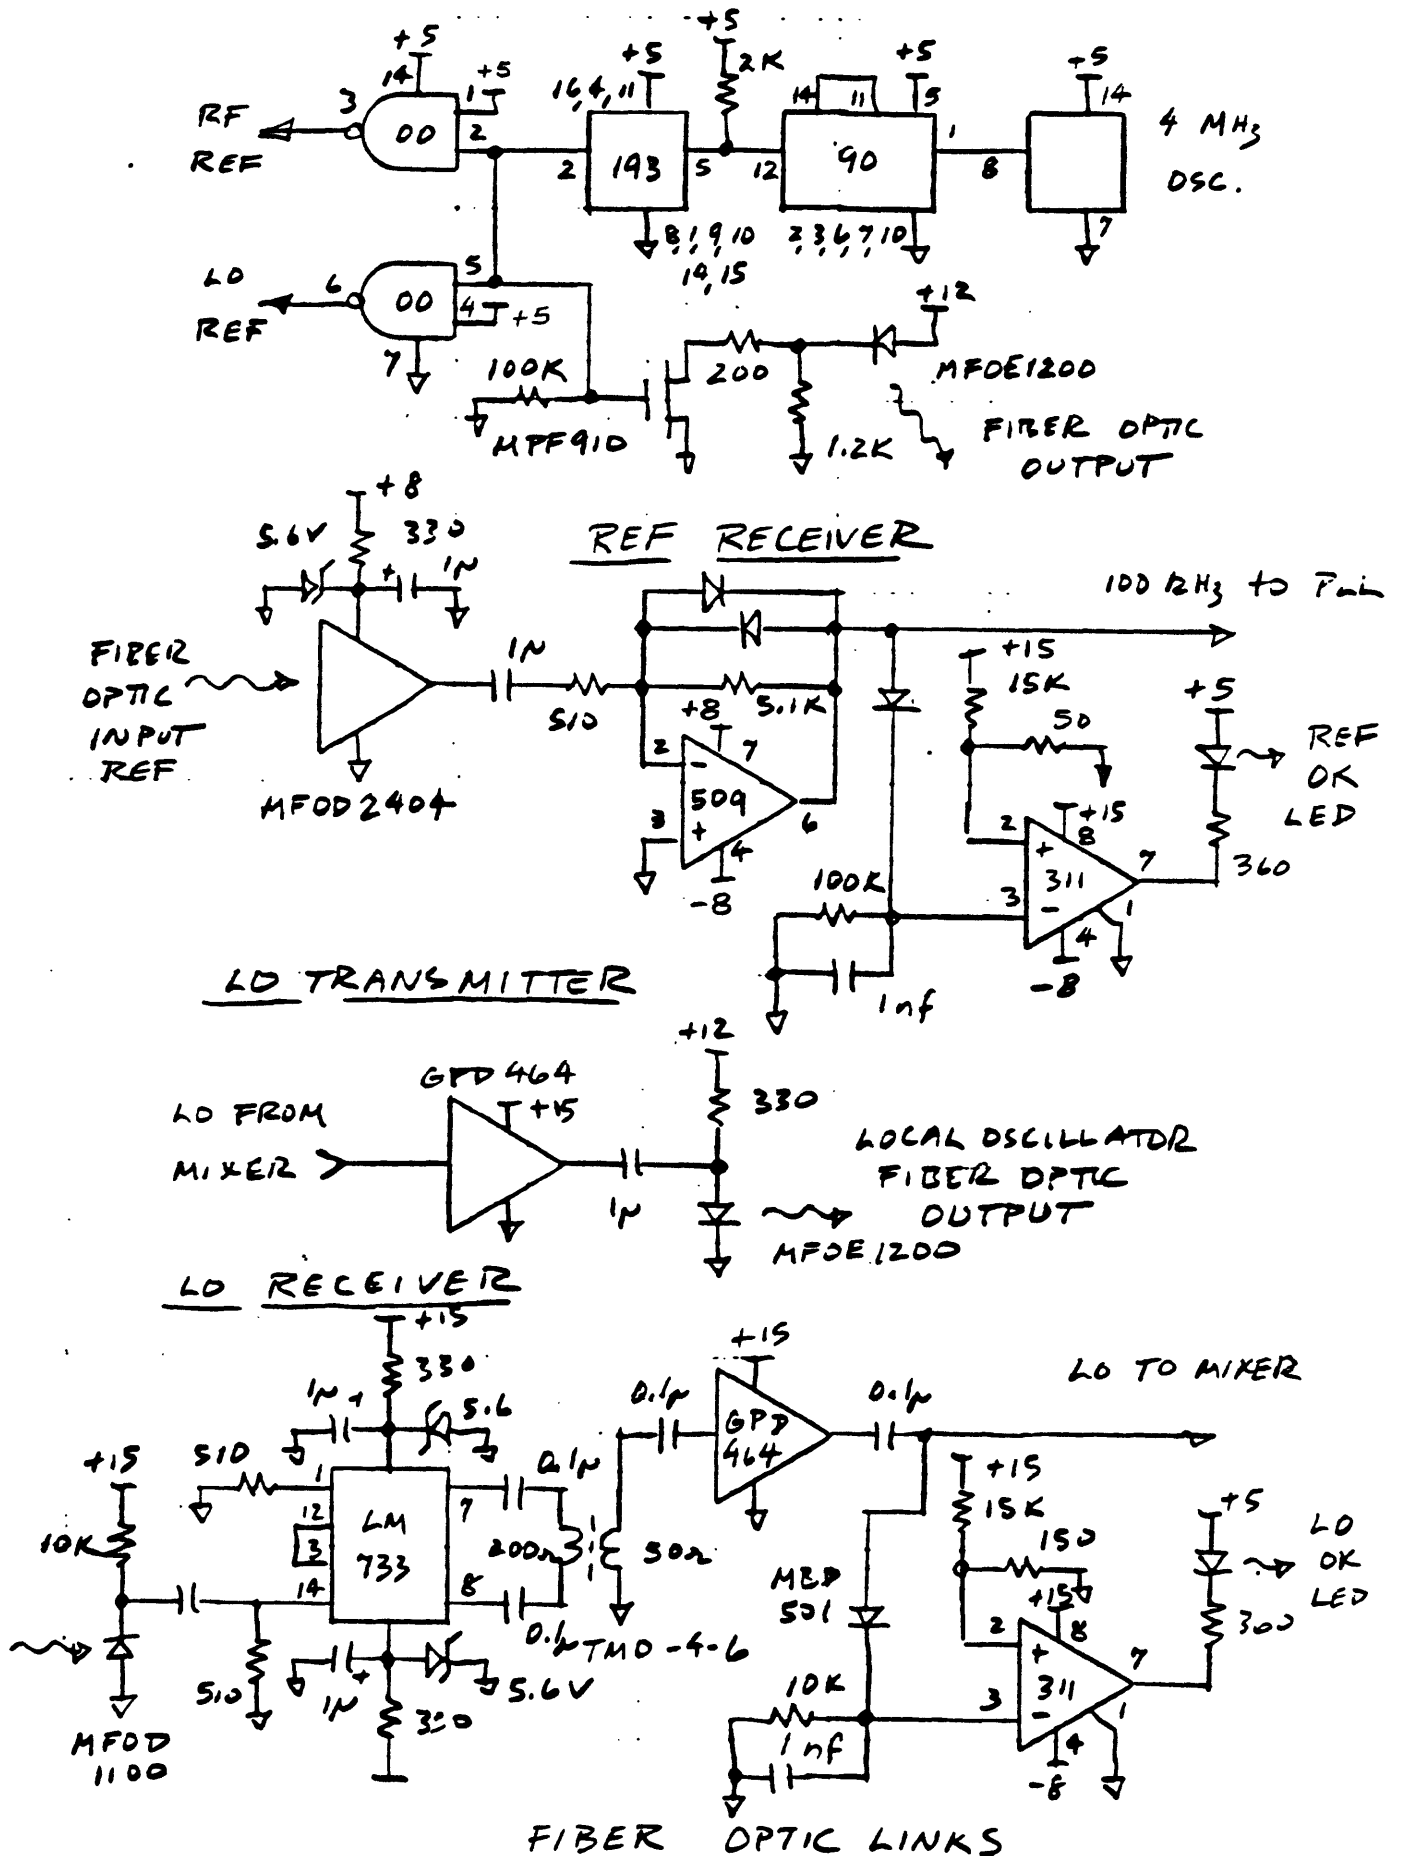 +5
+5
14
+5
3
1
2
00
RF
REF
16, 4, 11
+5
2K
193
2
5
8, 1, 9, 10
14, 15
14
11
+5
5
90
12
1
2, 3, 6, 7, 10
+5
14
8
7
4 MHz
OSC.
LO
REF
6
00
5
4
+5
7
100K
MPF910
200
1.2K
+12
MFOE1200
FIBER OPTIC
OUTPUT
REF RECEIVER
+8
5.6V
330
1μ
FIBER
OPTIC
INPUT
REF
MFOD2404
1μ
510
5.1K
+8
2
7
509
3
6
4
-8
100 kHz to
+15
15K
50
+5
REF
OK
LED
360
2
+15
8
311
7
3
1
4
-8
100K
1nf
LO TRANSMITTER
GPD 464
+15
LO FROM
MIXER
1μ
+12
330
LOCAL OSCILLATOR
FIBER OPTIC
OUTPUT
MFOE1200
LO RECEIVER
+15
330
1μ
5.6
+15
510
10K
1
12
3
14
LM
733
7
8
0.1μ
200Ω
50Ω
0.1μ
TMO-4-6
510
1μ
5.6V
330
MFOD
1100
0.1μ
+15
GPD
464
0.1μ
LO TO MIXER
+15
15K
150
+5
LO
OK
LED
300
MBD
501
2
+15
8
311
7
3
1
4
-8
10K
1 nf
FIBER OPTIC LINKS